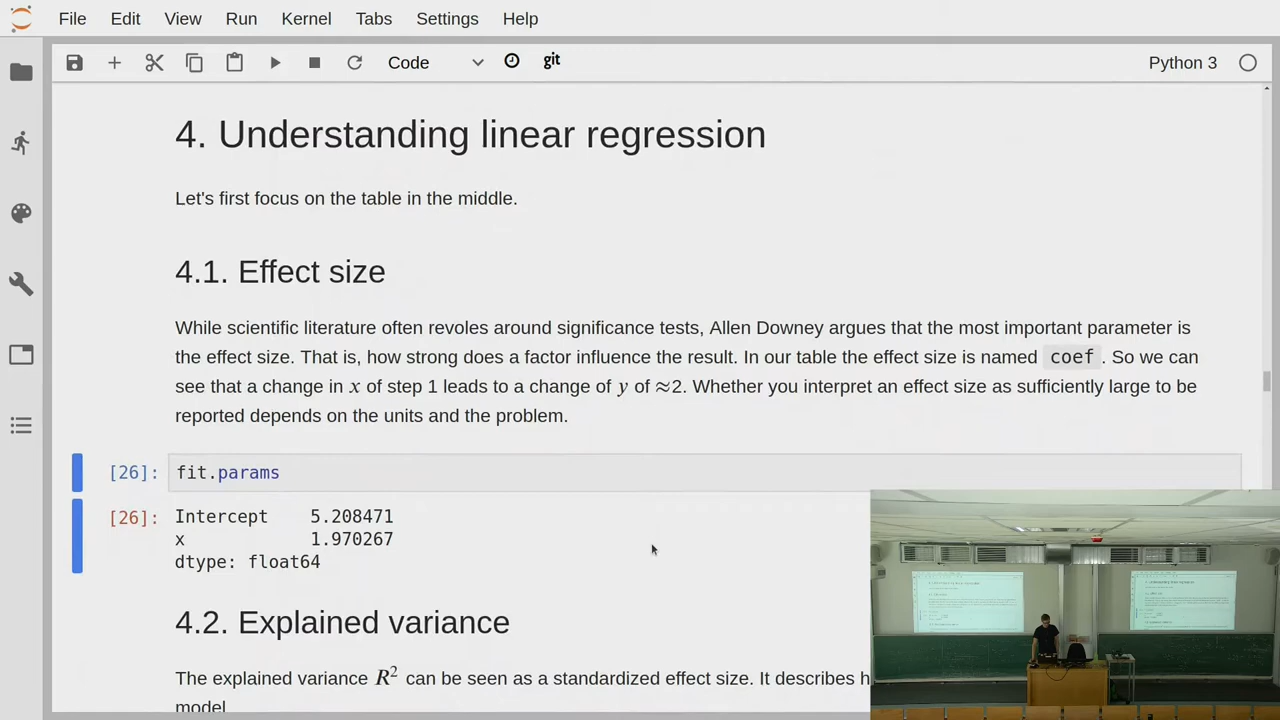 File Edit View Run Kernel Tabs Settings Help
Code git Python 3
4. Understanding linear regression
Let's first focus on the table in the middle.
4.1. Effect size
While scientific literature often revoles around significance tests, Allen Downey argues that the most important parameter is
the effect size. That is, how strong does a factor influence the result. In our table the effect size is named coef. So we can
see that a change in x of step 1 leads to a change of y of ≈2. Whether you interpret an effect size as sufficiently large to be
reported depends on the units and the problem.
[26]: fit.params
[26]: Intercept 5.208471
x 1.970267
dtype: float64
4.2. Explained variance
The explained variance R² can be seen as a standardized effect size. It describes
model